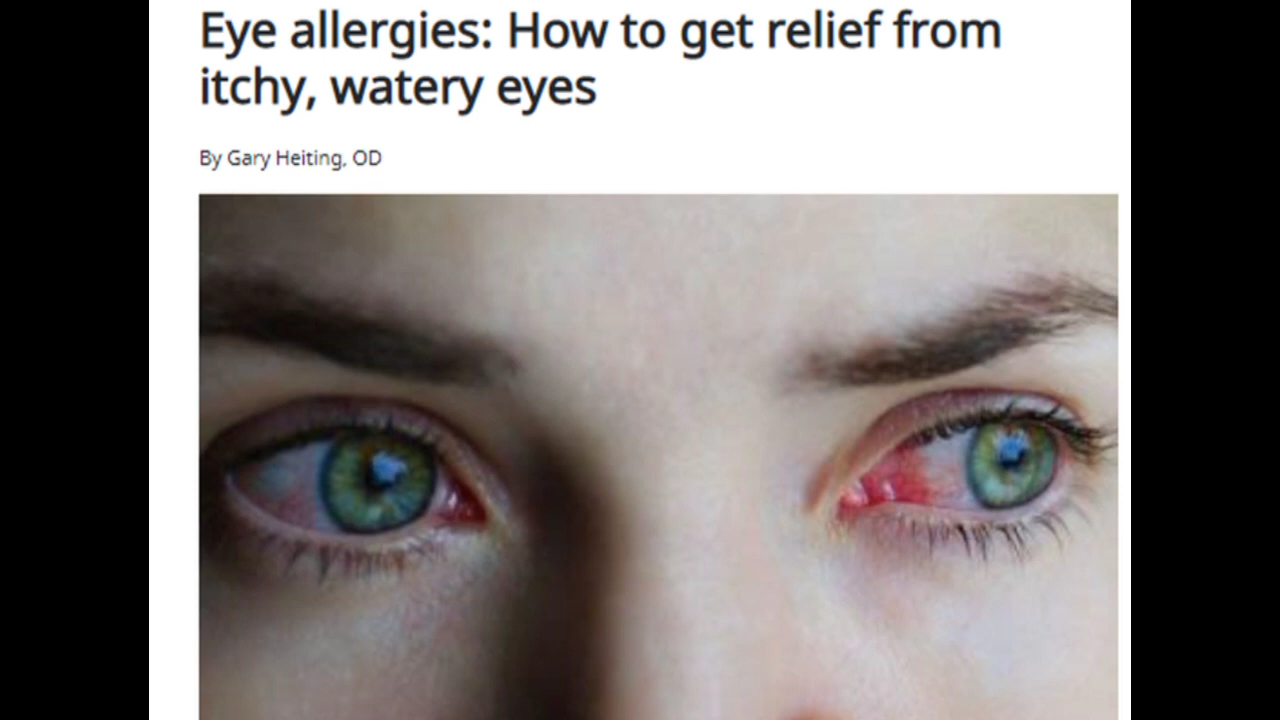 Eye allergies: How to get relief from
itchy, watery eyes
By Gary Heiting, OD